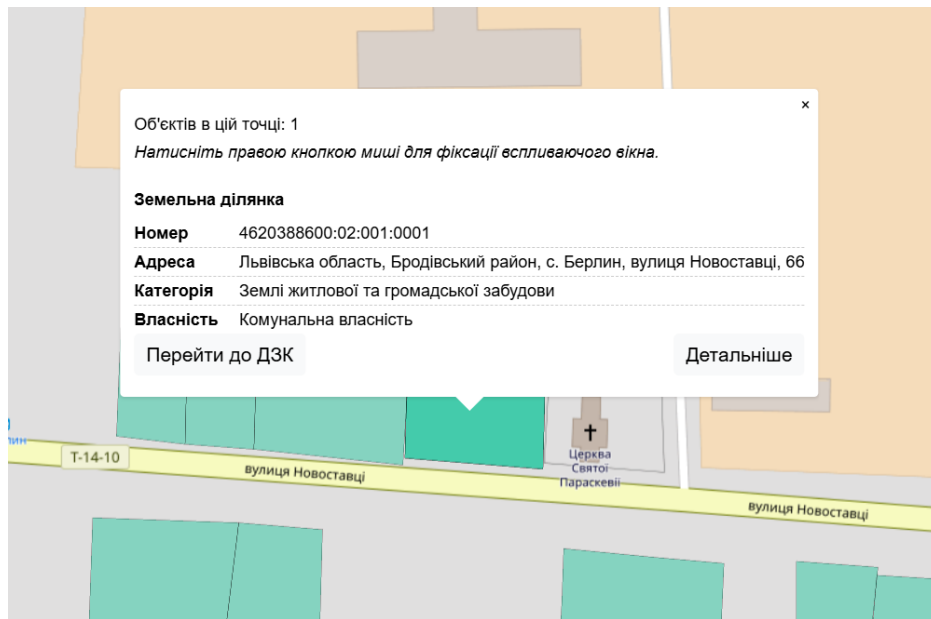 ×
Об'єктів в цій точці: 1
Натисніть правою кнопкою миші для фіксації вспливаючого вікна.
Земельна ділянка
Номер 4620388600:02:001:0001
Адреса Львівська область, Бродівський район, с. Берлин, вулиця Новоставці, 66
Категорія Землі житлової та громадської забудови
Власність Комунальна власність
Перейти до ДЗК Детальніше
Т-14-10
вулиця Новоставці
Церква
Святої
Параскевії
вулиця Новоставці